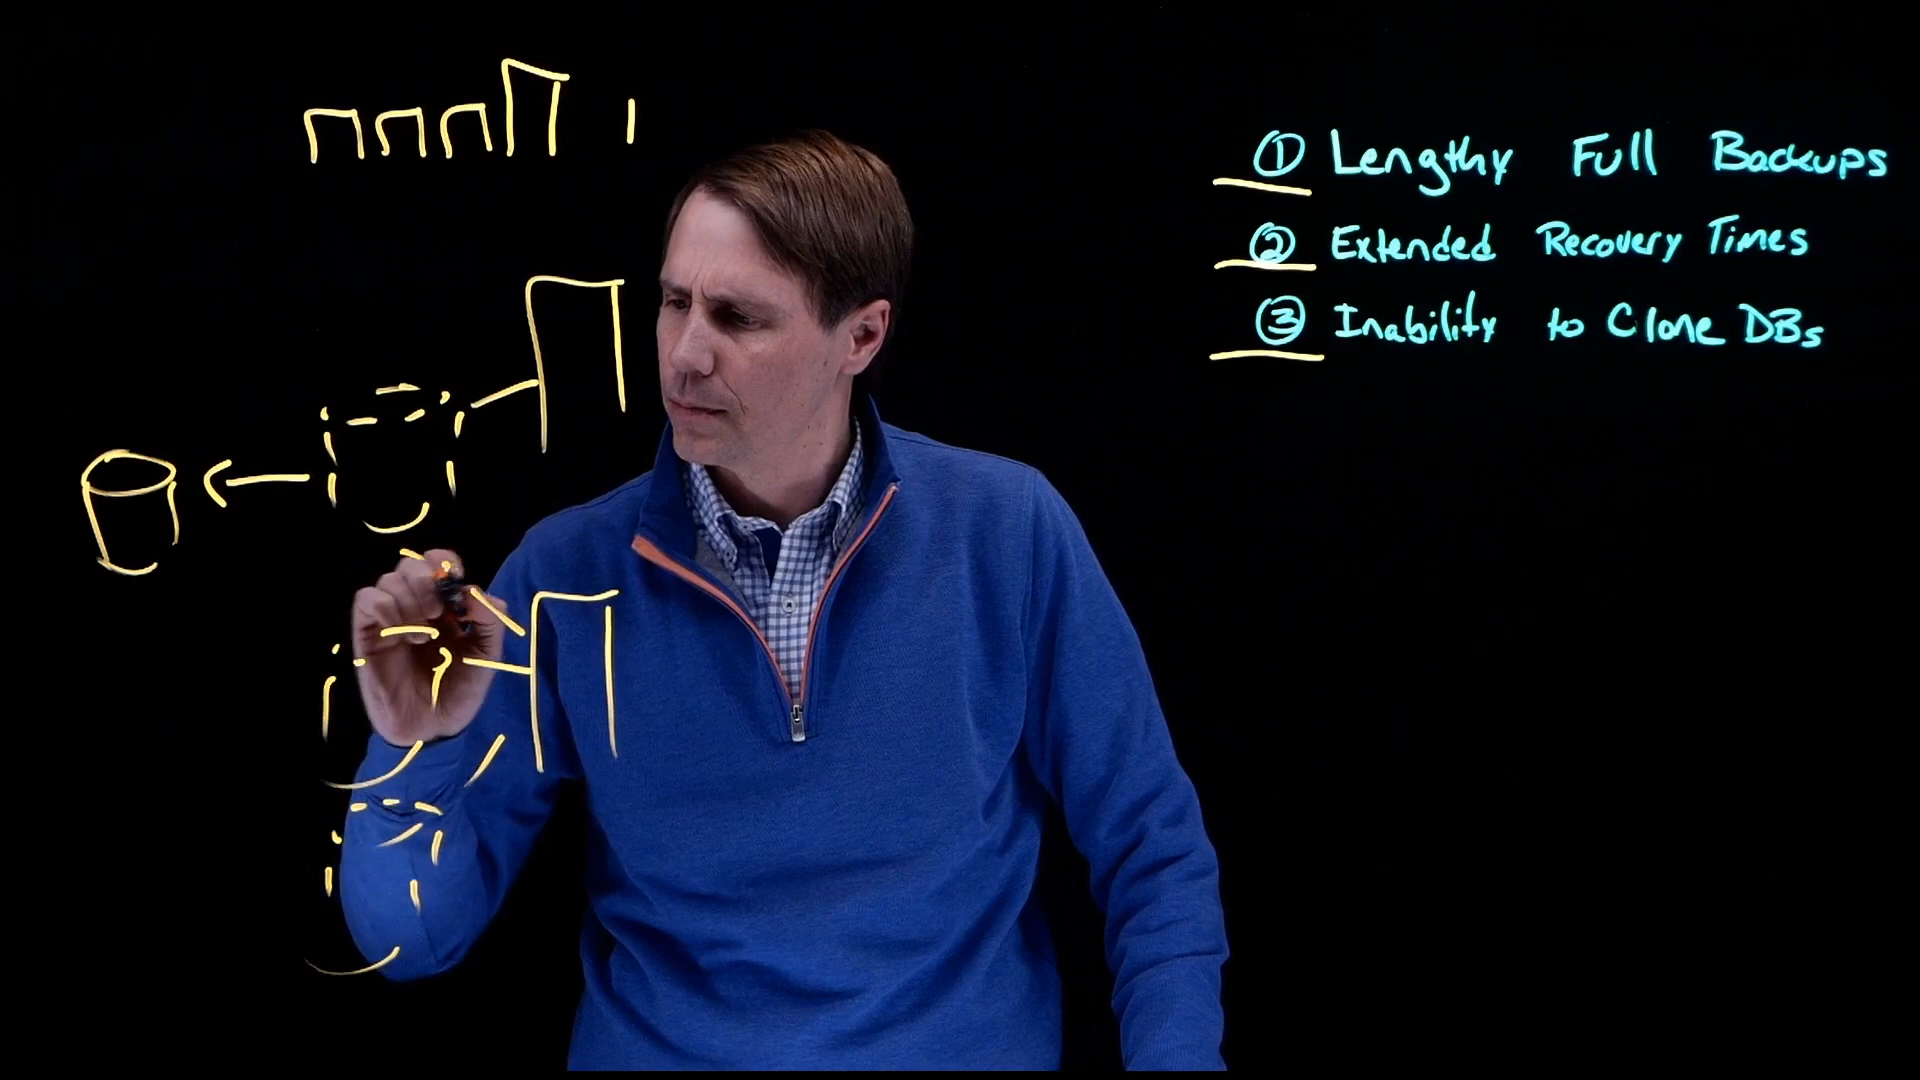 ① Lengthy Full Backups
② Extended Recovery Times
③ Inability to Clone DBs